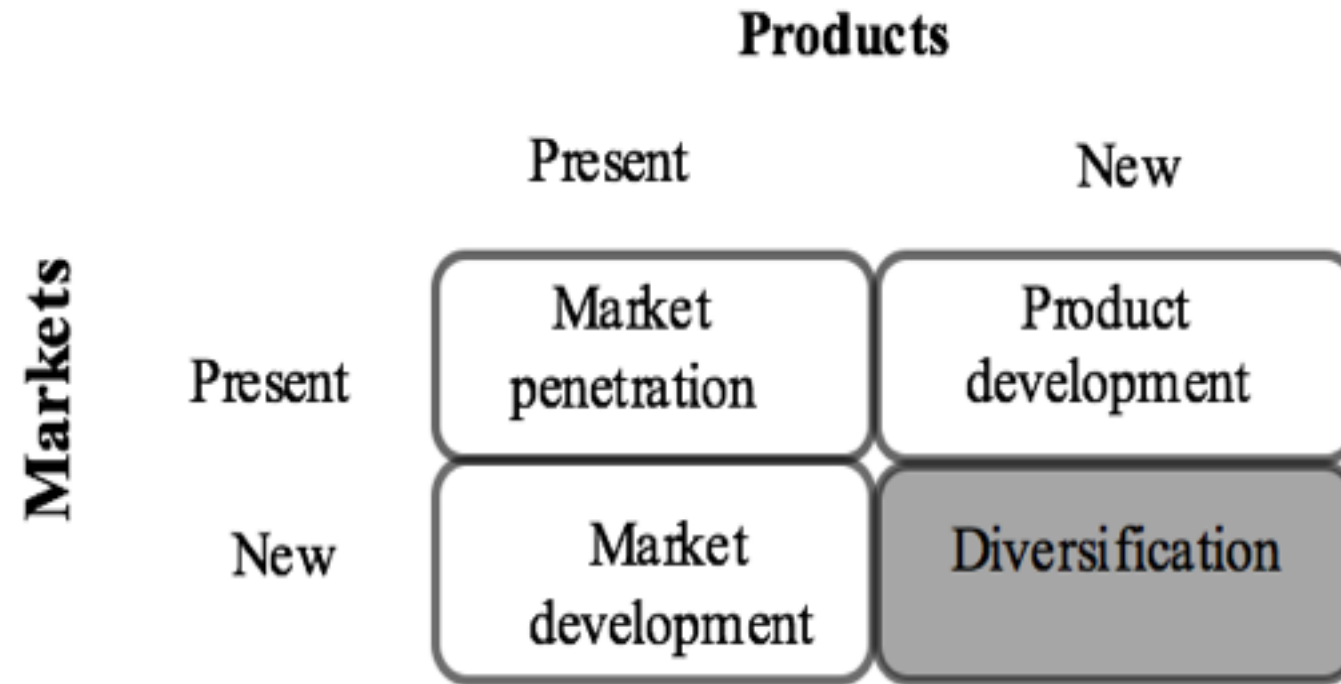 Products
Present New
Markets
Market Product
Present penetration development
New Market Diversification
development